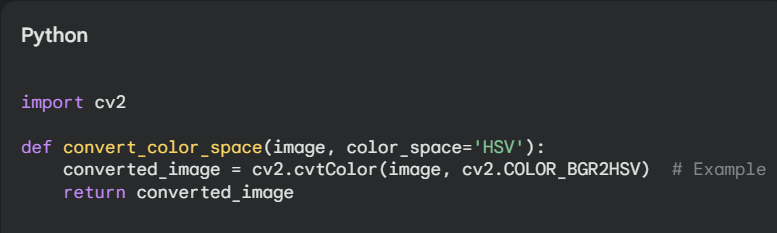 Python
import cv2
def convert_color_space(image, color_space='HSV'):
    converted_image = cv2.cvtColor(image, cv2.COLOR_BGR2HSV)  # Example
    return converted_image